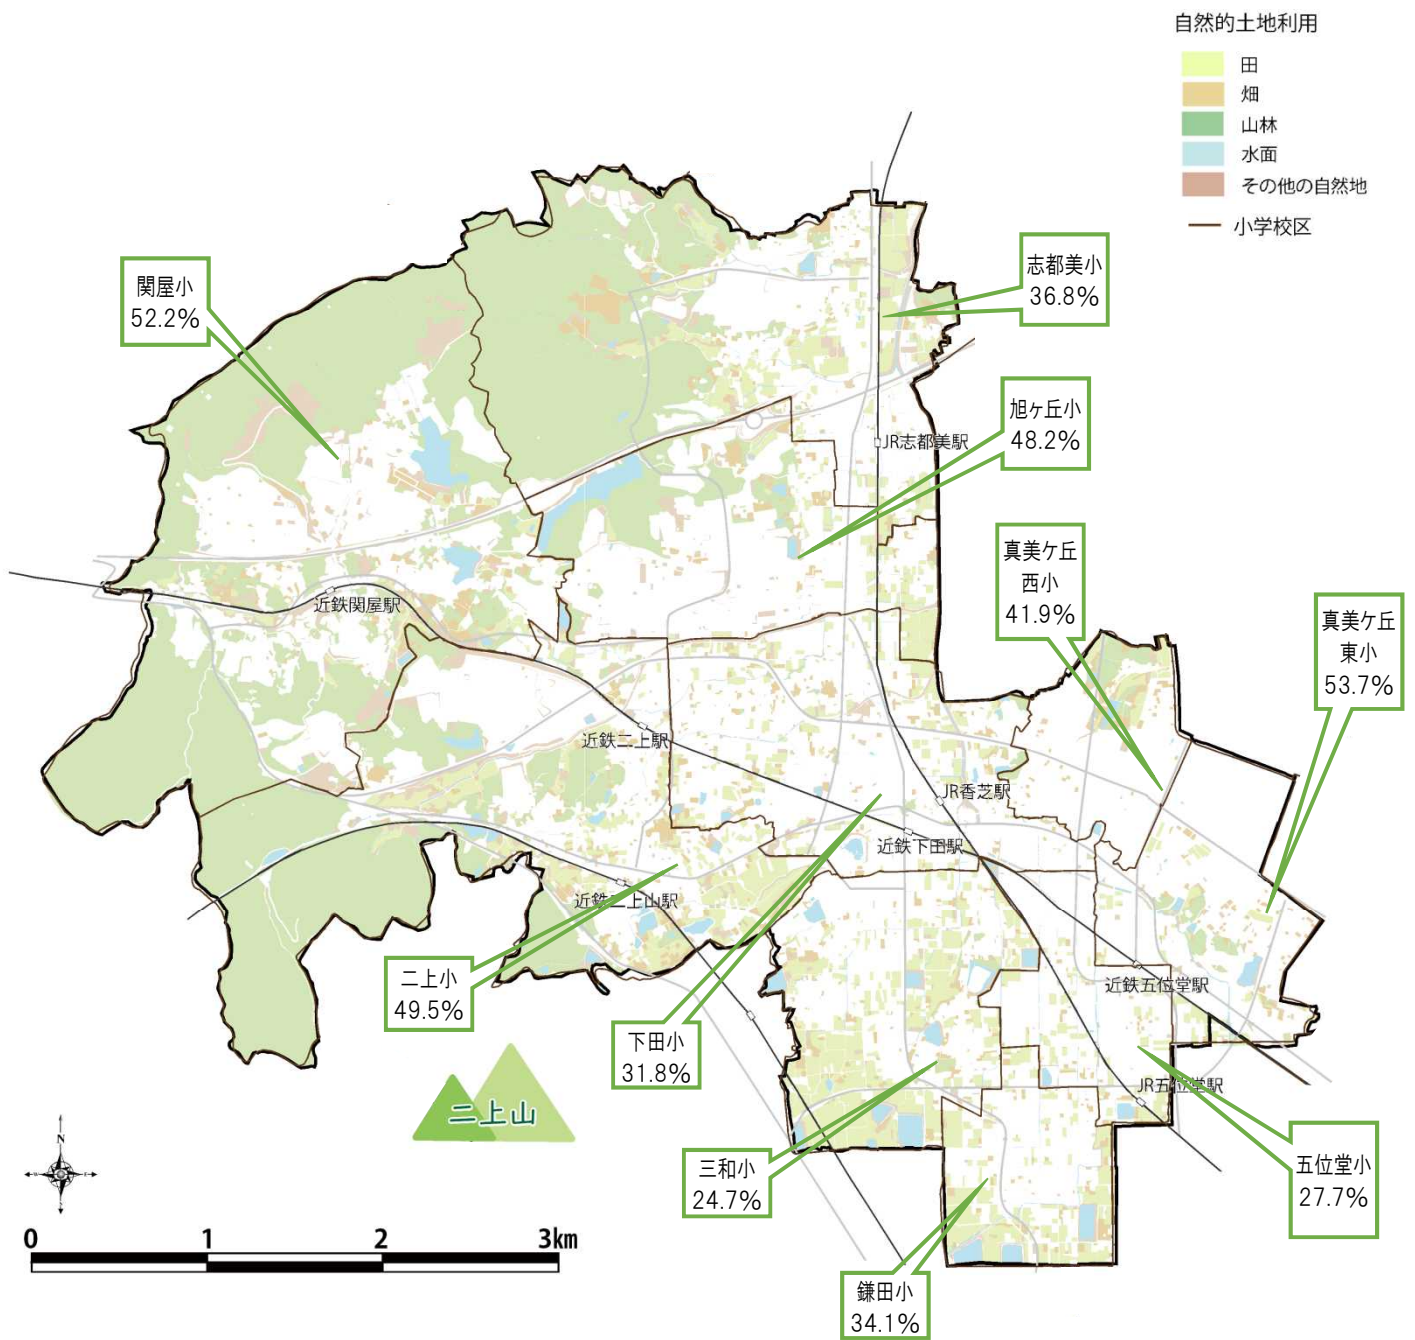 自然的土地利用
田
畑
山林
水面
その他の自然地
小学校区
関屋小
52.2%
志都美小
36.8%
旭ヶ丘小
48.2%
JR志都美駅
真美ケ丘
西小
41.9%
真美ケ丘
東小
53.7%
近鉄関屋駅
近鉄二上駅
JR香芝駅
近鉄下田駅
近鉄二上山駅
二上小
49.5%
近鉄五位堂駅
下田小
31.8%
JR五位堂駅
二上山
三和小
24.7%
五位堂小
27.7%
鎌田小
34.1%
N
W
E
S
0 1 2 3km